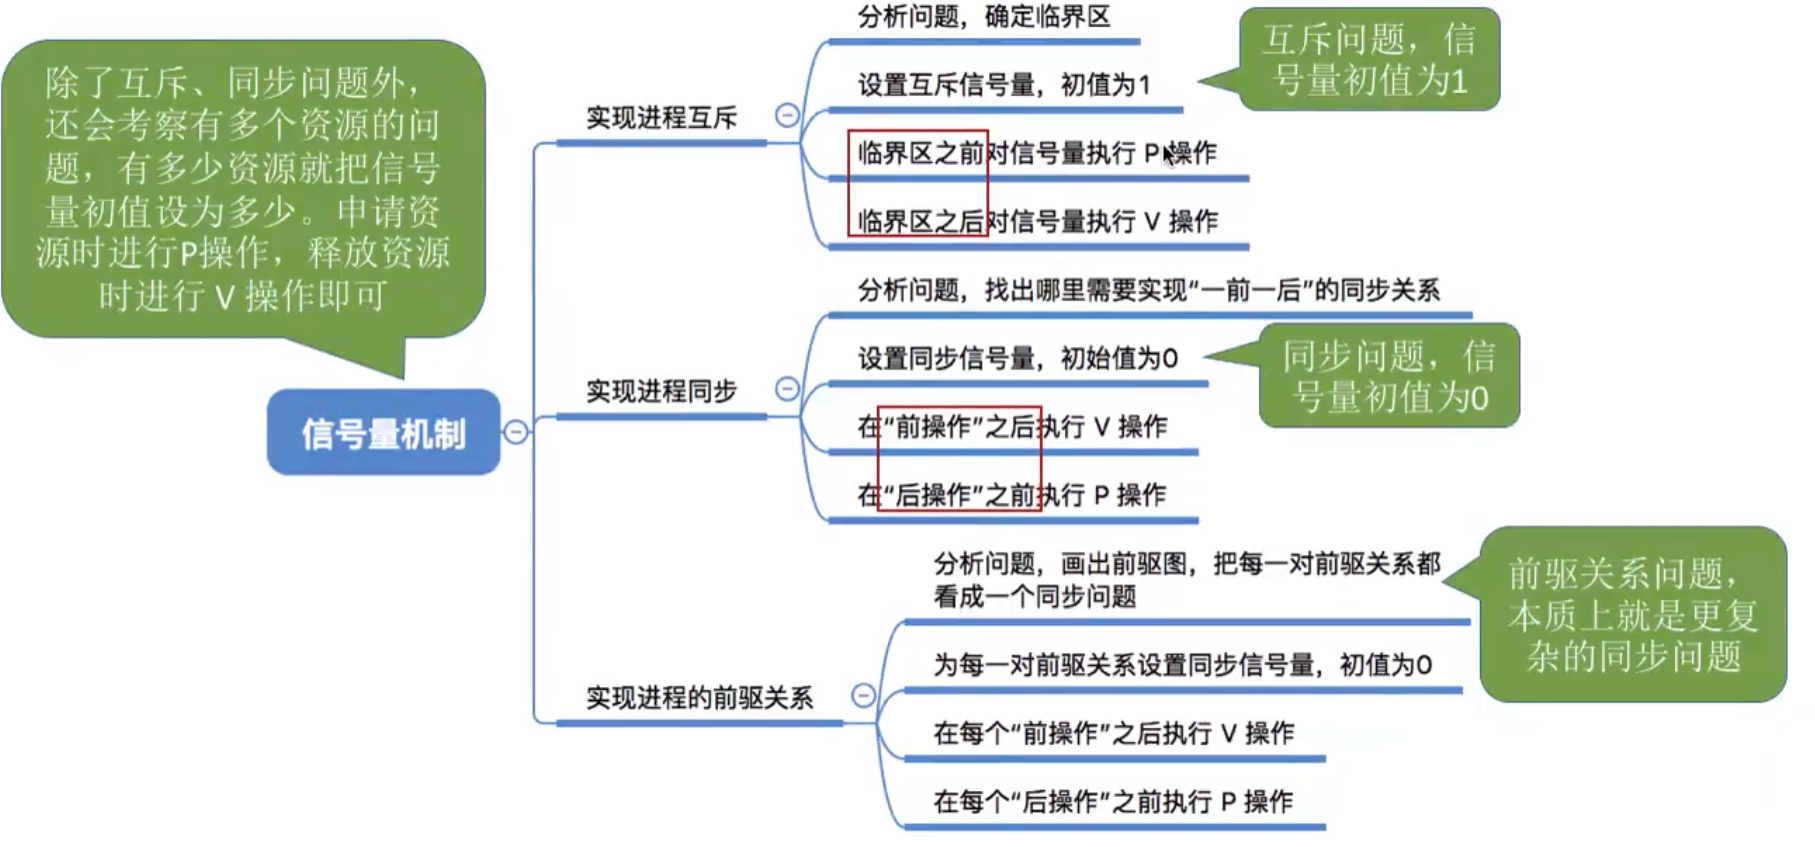 除了互斥、同步问题外，
还会考察有多个资源的问
题，有多少资源就把信号
量初值设为多少。申请资
源时进行P操作，释放资源
时进行 V 操作即可
信号量机制
实现进程互斥
分析问题，确定临界区
设置互斥信号量，初值为1
互斥问题，信
号量初值为1
临界区之前对信号量执行 P 操作
临界区之后对信号量执行 V 操作
实现进程同步
分析问题，找出哪里需要实现“一前一后”的同步关系
设置同步信号量，初始值为0
同步问题，信
号量初值为0
在“前操作”之后执行 V 操作
在“后操作”之前执行 P 操作
实现进程的前驱关系
分析问题，画出前驱图，把每一对前驱关系都
看成一个同步问题
前驱关系问题，
本质上就是更复
杂的同步问题
为每一对前驱关系设置同步信号量，初值为0
在每个“前操作”之后执行 V 操作
在每个“后操作”之前执行 P 操作